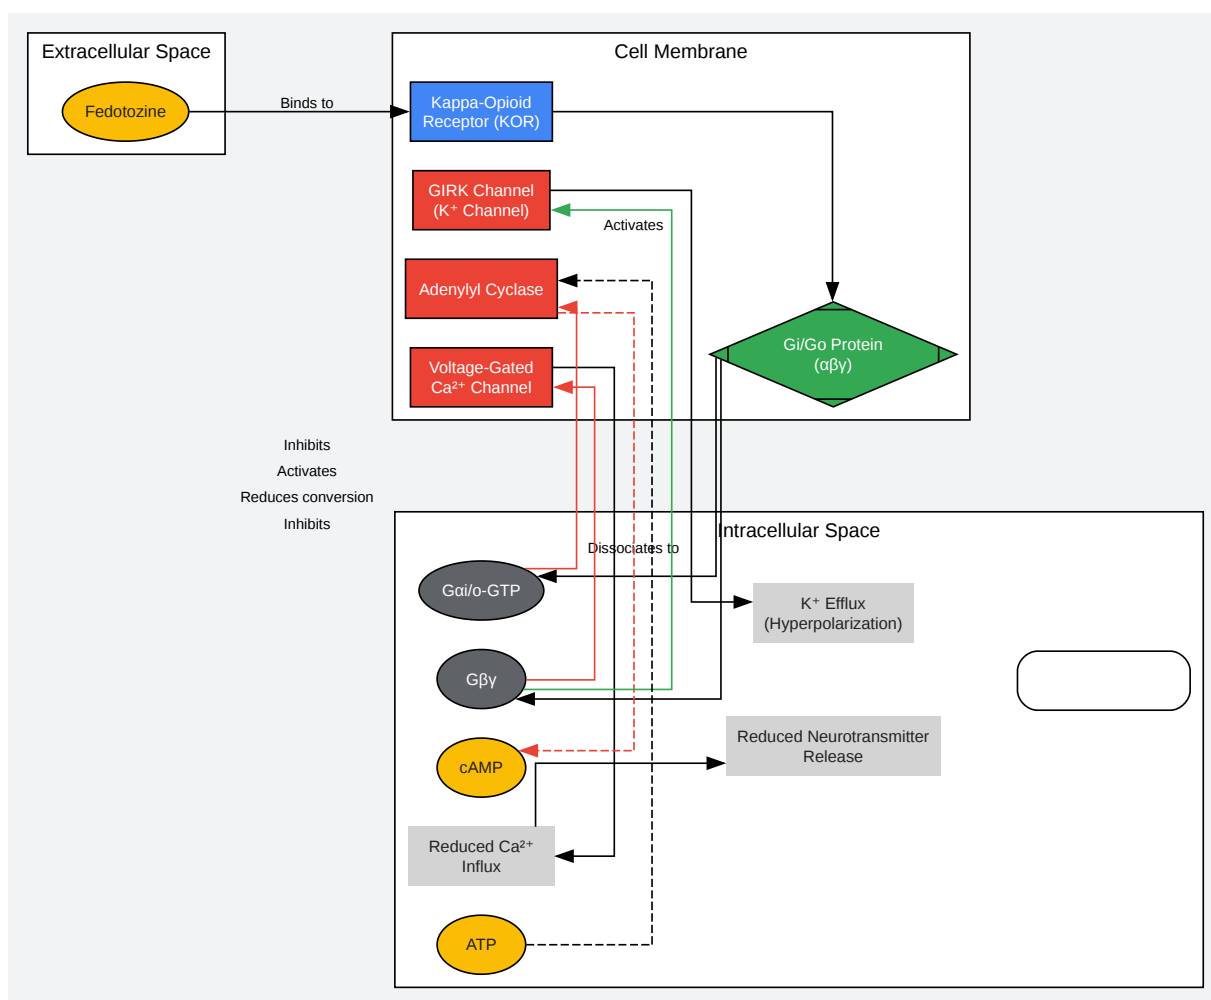 Extracellular Space
Cell Membrane
Fedotozine
Binds to
Kappa-Opioid
Receptor (KOR)
GIRK Channel
(K⁺ Channel)
Activates
Adenylyl Cyclase
Gi/Go Protein
(αβγ)
Voltage-Gated
Ca²⁺ Channel
Inhibits
Activates
Reduces conversion
Inhibits
Intracellular Space
Dissociates to
Gαi/o-GTP
K⁺ Efflux
(Hyperpolarization)
Gβγ
Reduced Neurotransmitter
Release
cAMP
Reduced Ca²⁺
Influx
ATP